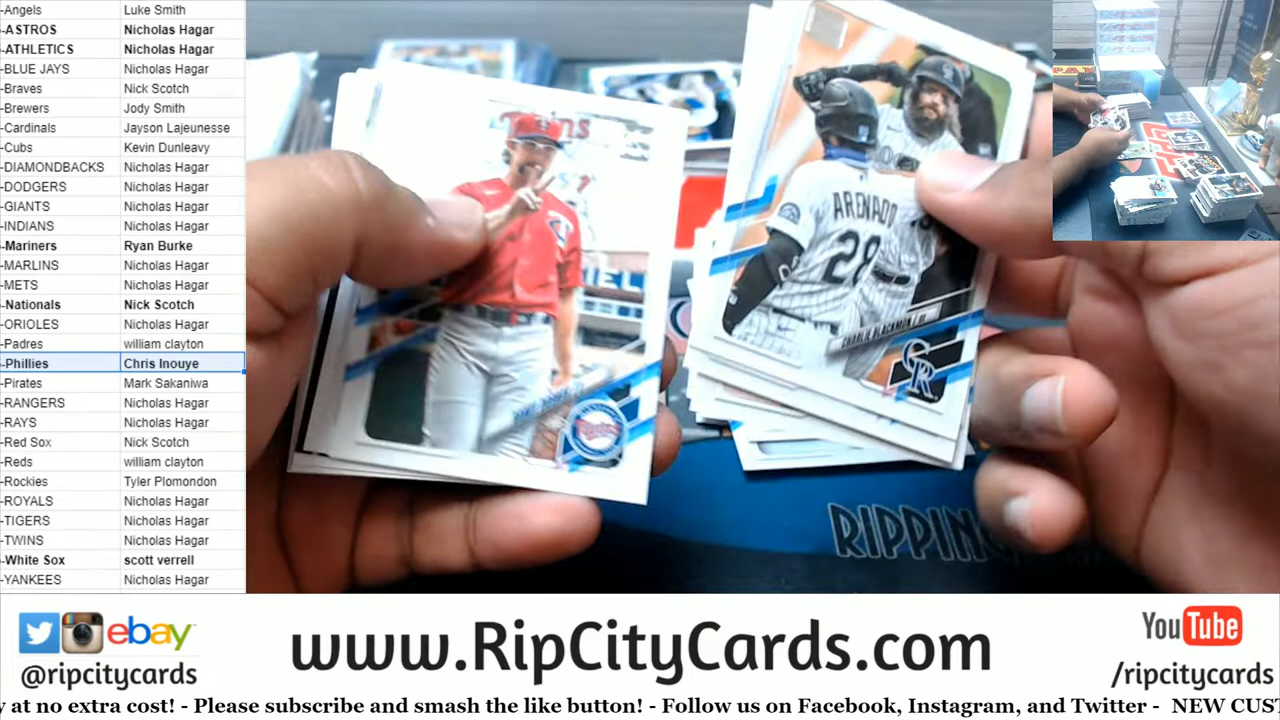 -Angels Luke Smith
-ASTROS Nicholas Hagar
-ATHLETICS Nicholas Hagar
-BLUE JAYS Nicholas Hagar
-Braves Nick Scotch
-Brewers Jody Smith
-Cardinals Jayson Lajeunesse
-Cubs Kevin Dunleavy
-DIAMONDBACKS Nicholas Hagar
-DODGERS Nicholas Hagar
-GIANTS Nicholas Hagar
-INDIANS Nicholas Hagar
-Mariners Ryan Burke
-MARLINS Nicholas Hagar
-METS Nicholas Hagar
-Nationals Nick Scotch
-ORIOLES Nicholas Hagar
-Padres william clayton
-Phillies Chris Inouye
-Pirates Mark Sakaniwa
-RANGERS Nicholas Hagar
-RAYS Nicholas Hagar
-Red Sox Nick Scotch
-Reds william clayton
-Rockies Tyler Plomondon
-ROYALS Nicholas Hagar
-TIGERS Nicholas Hagar
-TWINS Nicholas Hagar
-White Sox scott verrell
-YANKEES Nicholas Hagar
Twins
Twins
ARENADO
28
CHARLIE BLACKMON
CR
RIPPIN
ebay
@ripcitycards
www.RipCityCards.com
YouTube
/ripcitycards
y at no extra cost! - Please subscribe and smash the like button! - Follow us on Facebook, Instagram, and Twitter - NEW CUS